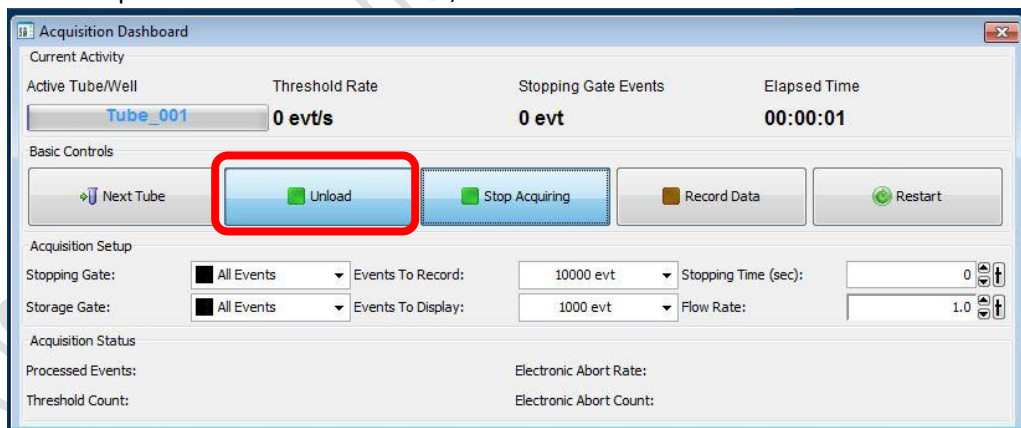 Acquisition Dashboard
Current Activity
Active Tube/Well Threshold Rate Stopping Gate Events Elapsed Time
Tube_001 0 evt/s 0 evt 00:00:01
Basic Controls
Next Tube Unload Stop Acquiring Record Data Restart
Acquisition Setup
Stopping Gate: All Events Events To Record: 10000 evt Stopping Time (sec): 0
Storage Gate: All Events Events To Display: 1000 evt Flow Rate: 1.0
Acquisition Status
Processed Events: Electronic Abort Rate:
Threshold Count: Electronic Abort Count: